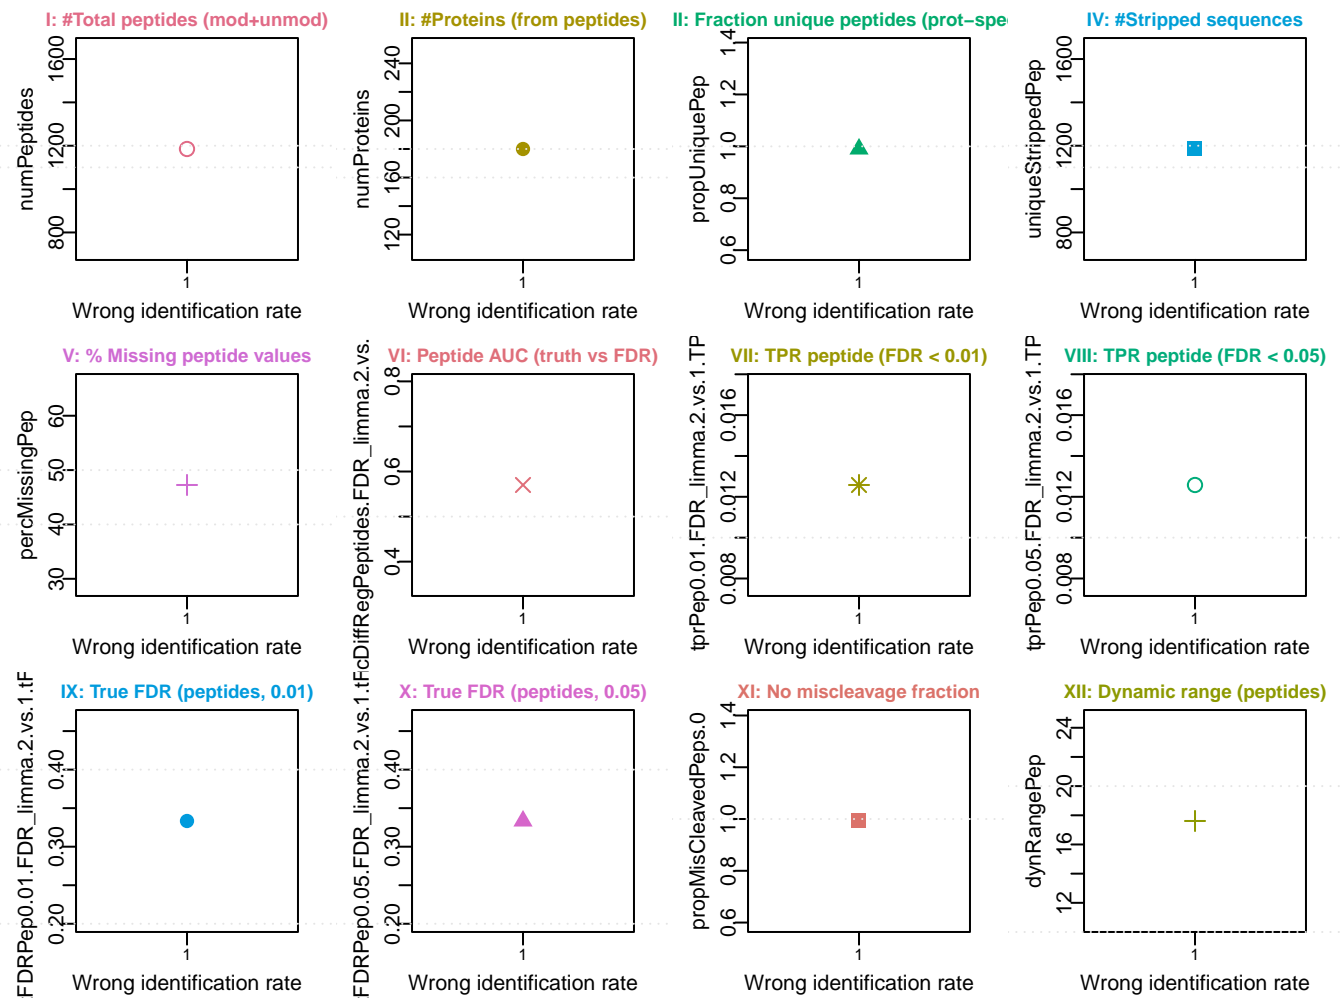 I: #Total peptides (mod+unmod)
numPeptides
800
1200
1600
1
Wrong identification rate
II: #Proteins (from peptides)
numProteins
120
160
200
240
1
Wrong identification rate
II: Fraction unique peptides (prot−spe
propUniquePep
0.6
0.8
1.0
1.2
1.4
1
Wrong identification rate
IV: #Stripped sequences
uniqueStrippedPep
800
1200
1600
1
Wrong identification rate
V: % Missing peptide values
percMissingPep
30
40
50
60
1
Wrong identification rate
VI: Peptide AUC (truth vs FDR)
cDiffRegPeptides.FDR_limma.2.vs.
0.4
0.6
0.8
1
Wrong identification rate
VII: TPR peptide (FDR < 0.01)
tprPep0.01.FDR_limma.2.vs.1.TP
0.008
0.012
0.016
1
Wrong identification rate
VIII: TPR peptide (FDR < 0.05)
tprPep0.05.FDR_limma.2.vs.1.TP
0.008
0.012
0.016
1
Wrong identification rate
IX: True FDR (peptides, 0.01)
FDRPep0.01.FDR_limma.2.vs.1.tF
0.20
0.30
0.40
1
Wrong identification rate
X: True FDR (peptides, 0.05)
FDRPep0.05.FDR_limma.2.vs.1.tF
0.20
0.30
0.40
1
Wrong identification rate
XI: No miscleavage fraction
propMisCleavedPeps.0
0.6
0.8
1.0
1.2
1.4
1
Wrong identification rate
XII: Dynamic range (peptides)
dynRangePep
12
16
20
24
1
Wrong identification rate